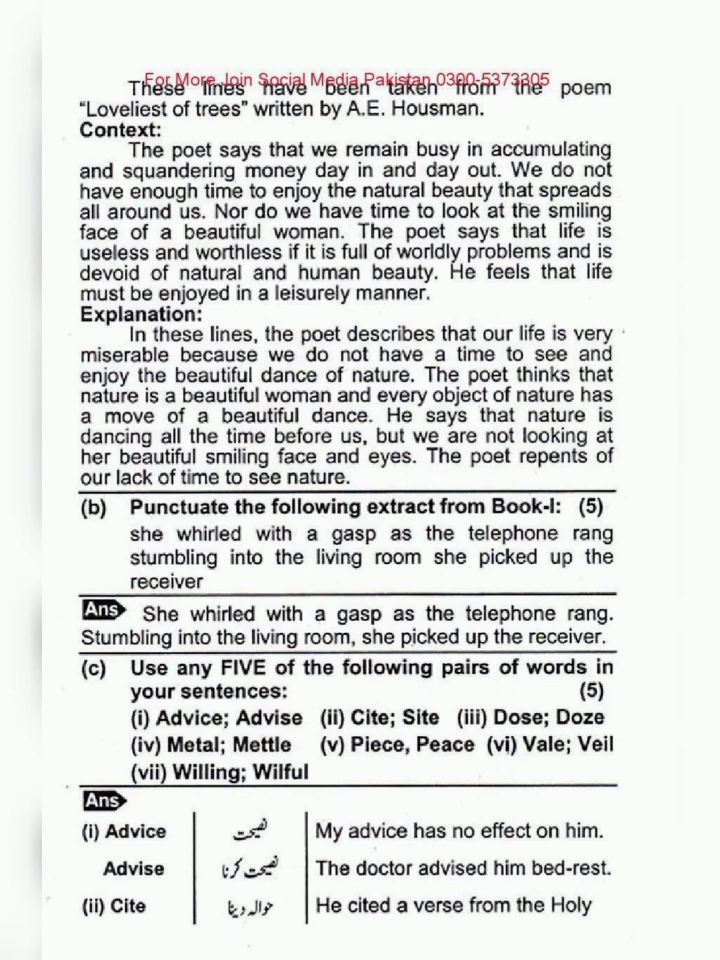 For More Join Social Media Pakistan 0300-5373305
These lines have been taken from the poem
"Loveliest of trees" written by A.E. Housman.
Context:
The poet says that we remain busy in accumulating
and squandering money day in and day out. We do not
have enough time to enjoy the natural beauty that spreads
all around us. Nor do we have time to look at the smiling
face of a beautiful woman. The poet says that life is
useless and worthless if it is full of worldly problems and is
devoid of natural and human beauty. He feels that life
must be enjoyed in a leisurely manner.
Explanation:
In these lines, the poet describes that our life is very
miserable because we do not have a time to see and
enjoy the beautiful dance of nature. The poet thinks that
nature is a beautiful woman and every object of nature has
a move of a beautiful dance. He says that nature is
dancing all the time before us, but we are not looking at
her beautiful smiling face and eyes. The poet repents of
our lack of time to see nature.
(b) Punctuate the following extract from Book-I: (5)
she whirled with a gasp as the telephone rang
stumbling into the living room she picked up the
receiver
Ans She whirled with a gasp as the telephone rang.
Stumbling into the living room, she picked up the receiver.
(c) Use any FIVE of the following pairs of words in
your sentences: (5)
(i) Advice; Advise (ii) Cite; Site (iii) Dose; Doze
(iv) Metal; Mettle (v) Piece, Peace (vi) Vale; Veil
(vii) Willing; Wilful
Ans
(i) Advice نصیحت My advice has no effect on him.
Advise نصیحت کرنا The doctor advised him bed-rest.
(ii) Cite حوالہ دینا He cited a verse from the Holy